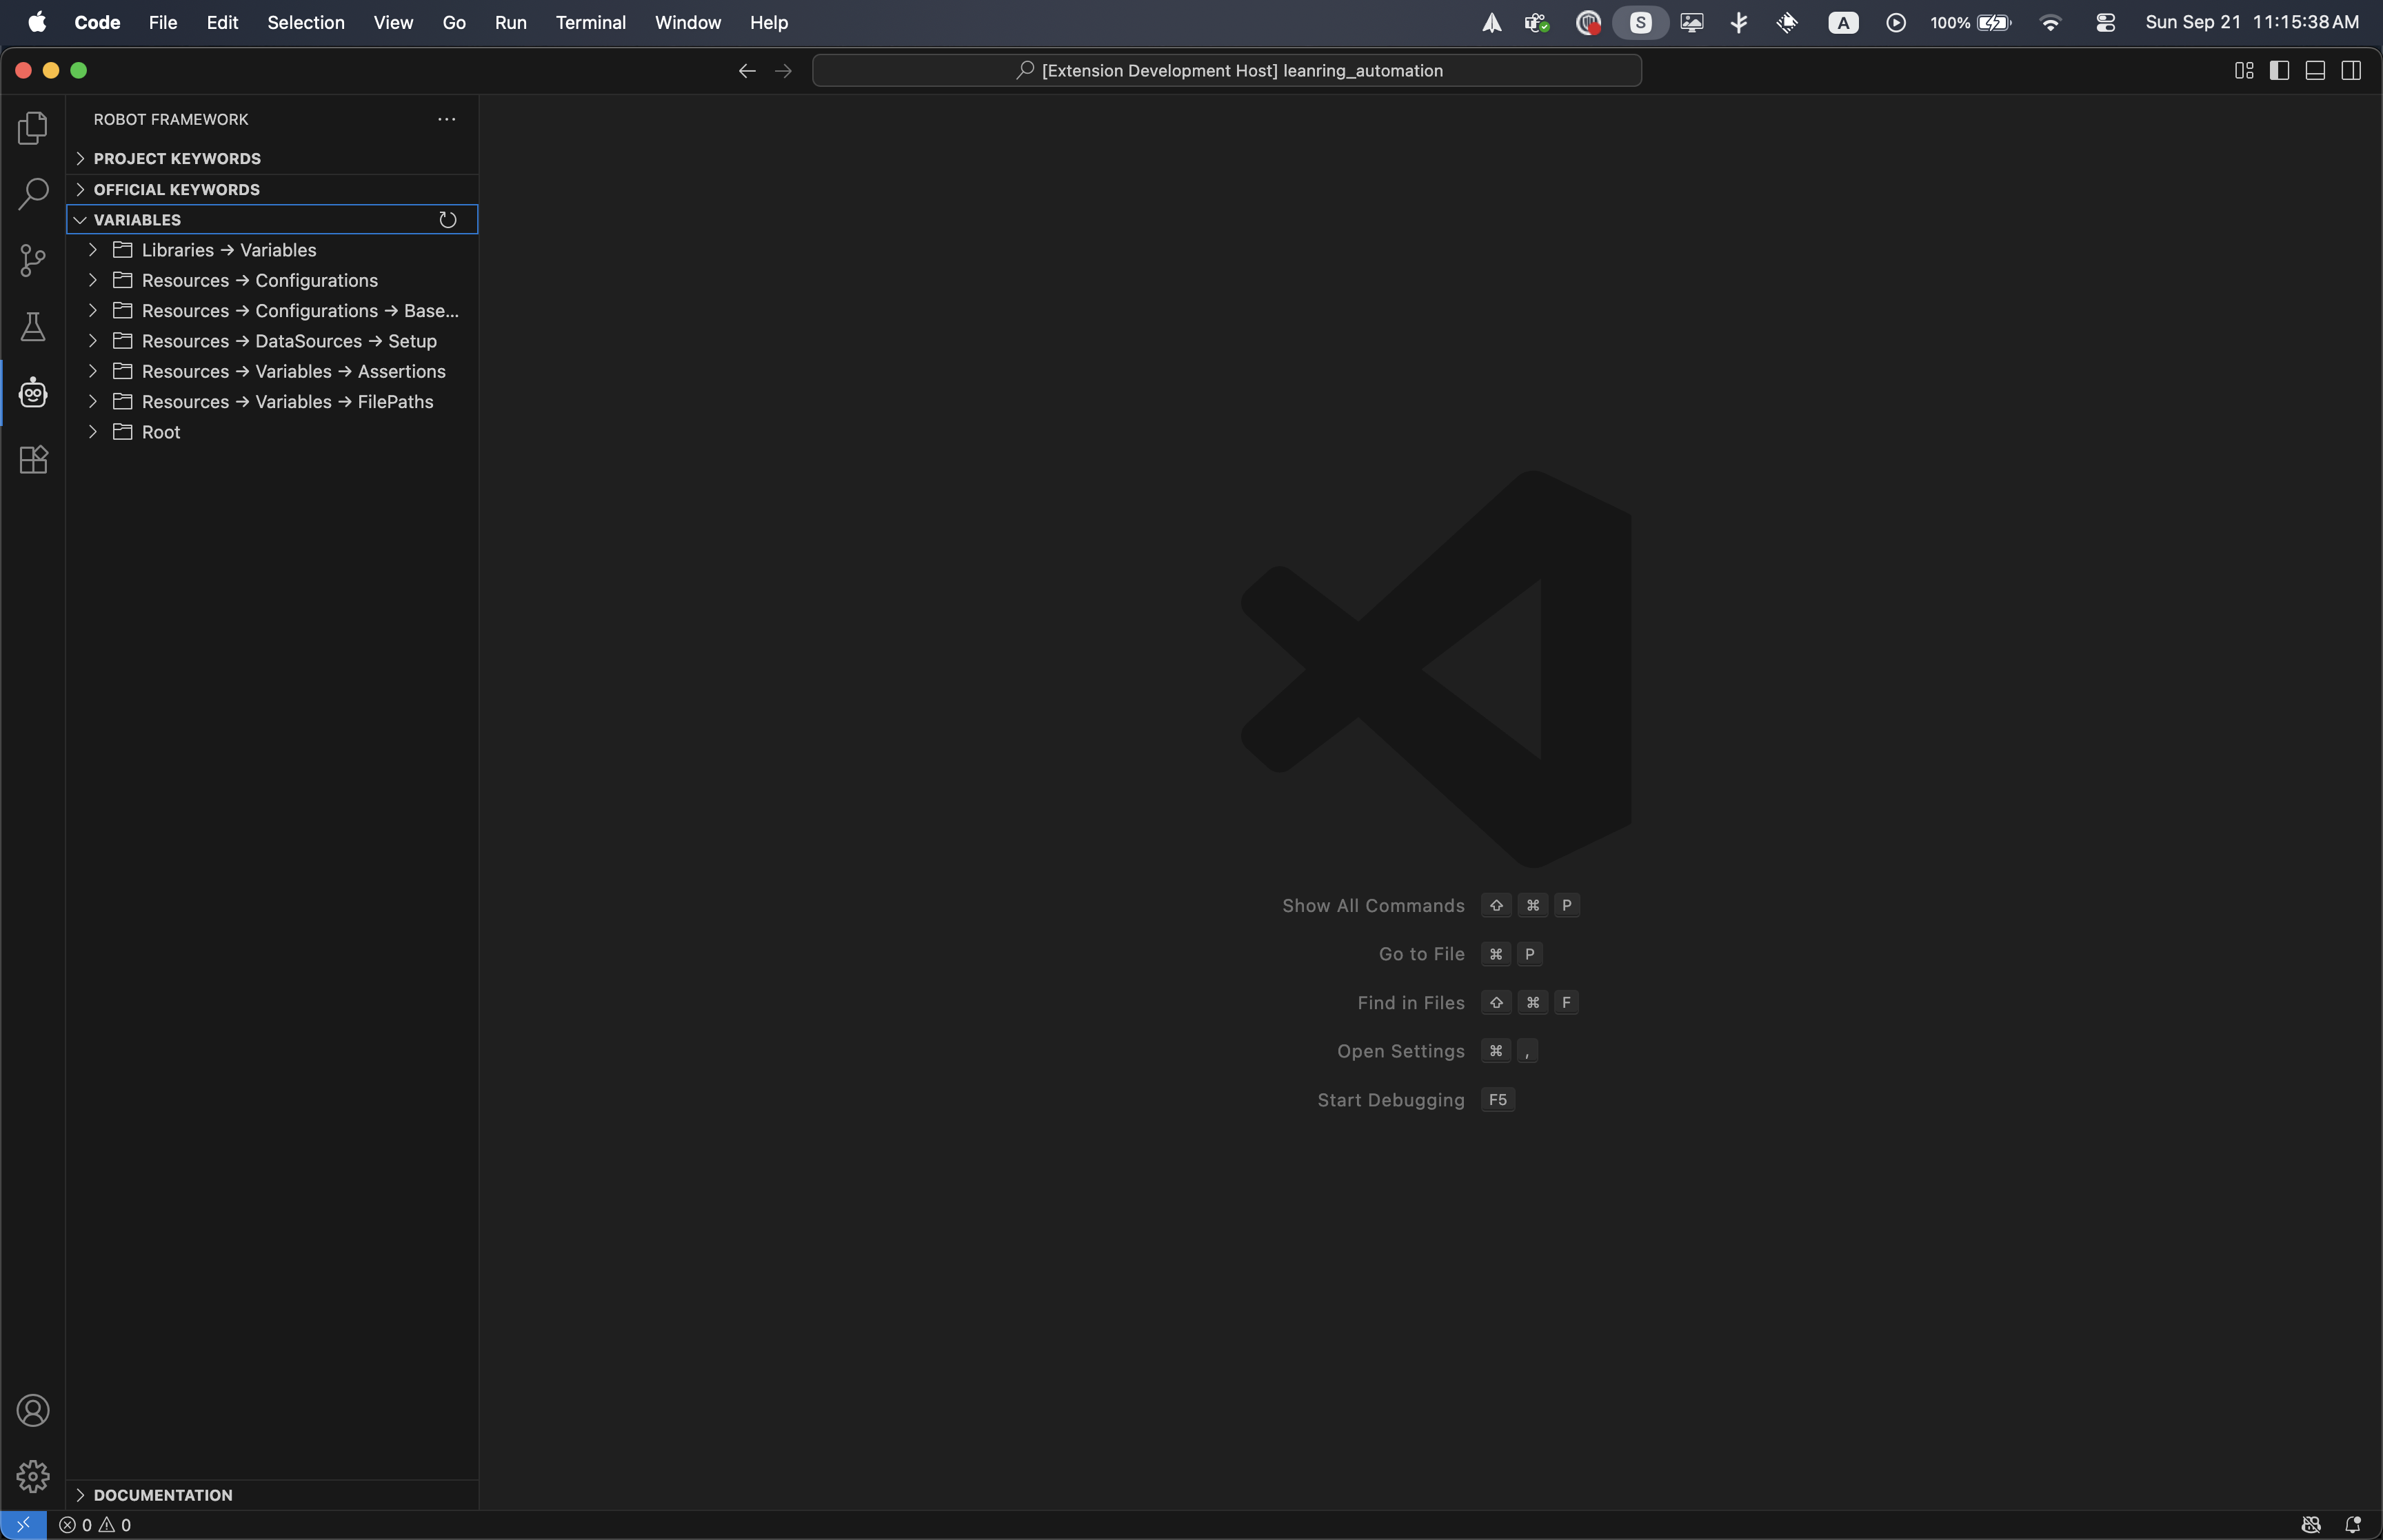 Code File Edit Selection View Go Run Terminal Window Help S A 100% Sun Sep 21 11:15:38 AM
[Extension Development Host] leanring_automation
ROBOT FRAMEWORK
PROJECT KEYWORDS
OFFICIAL KEYWORDS
VARIABLES
Libraries → Variables
Resources → Configurations
Resources → Configurations → Base...
Resources → DataSources → Setup
Resources → Variables → Assertions
Resources → Variables → FilePaths
Root
Show All Commands ⇧ ⌘ P
Go to File ⌘ P
Find in Files ⇧ ⌘ F
Open Settings ⌘ ,
Start Debugging F5
DOCUMENTATION
0 0